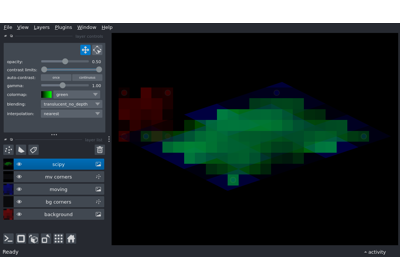 File View Layers Plugins Window Help
opacity: 0.50
contrast limits:
auto-contrast: once continuous
gamma: 1.00
colormap: green
blending: translucent_no_depth
interpolation: nearest
scipy
mv corners
moving
bg corners
background
Ready
activity